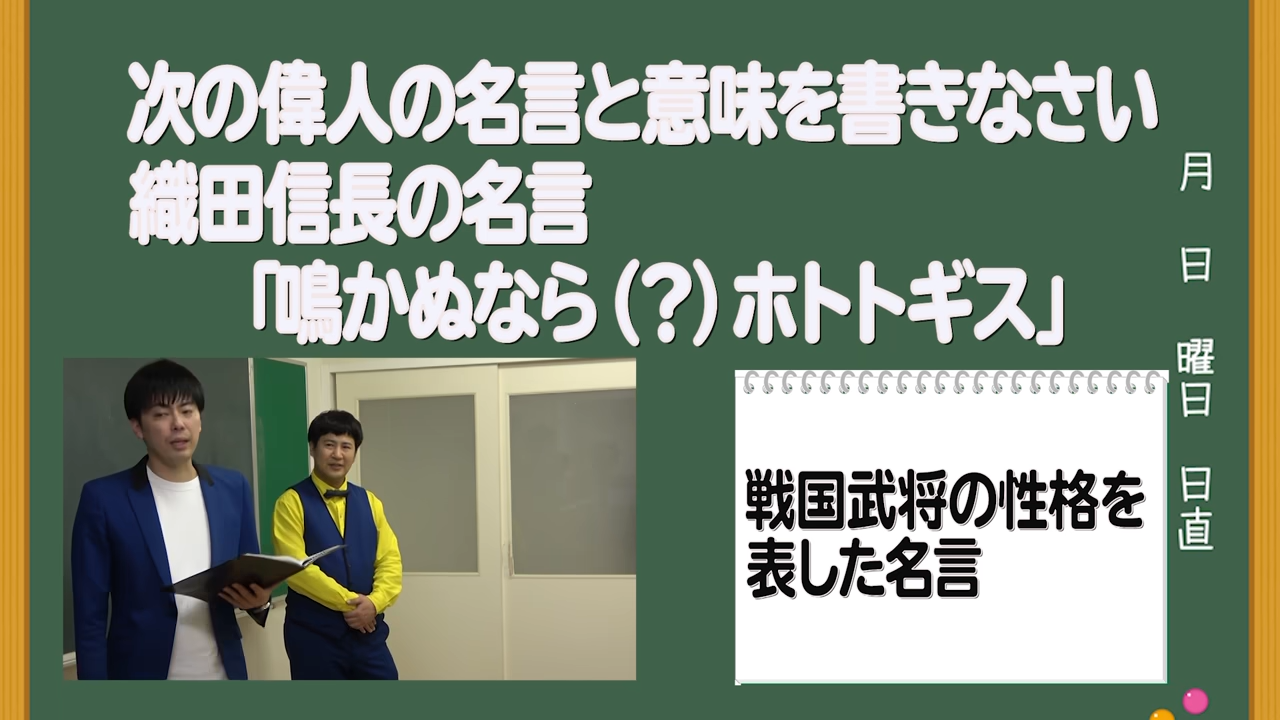 次の偉人の名言と意味を書きなさい
織田信長の名言
「鳴かぬなら(?)ホトトギス」
戦国武将の性格を
表した名言
月
日
曜日
日直